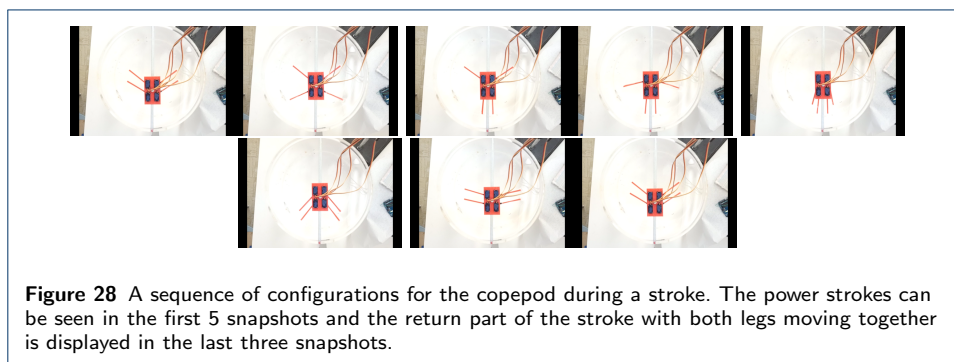 Figure 28 A sequence of configurations for the copepod during a stroke. The power strokes can
be seen in the first 5 snapshots and the return part of the stroke with both legs moving together
is displayed in the last three snapshots.